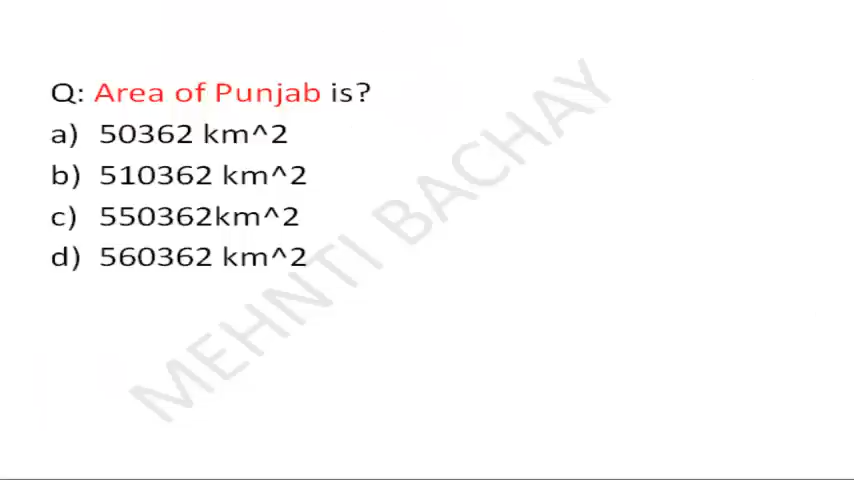 Q: Area of Punjab is?
a) 50362 km^2
b) 510362 km^2
c) 550362km^2
d) 560362 km^2
MEHNTI BACHAY